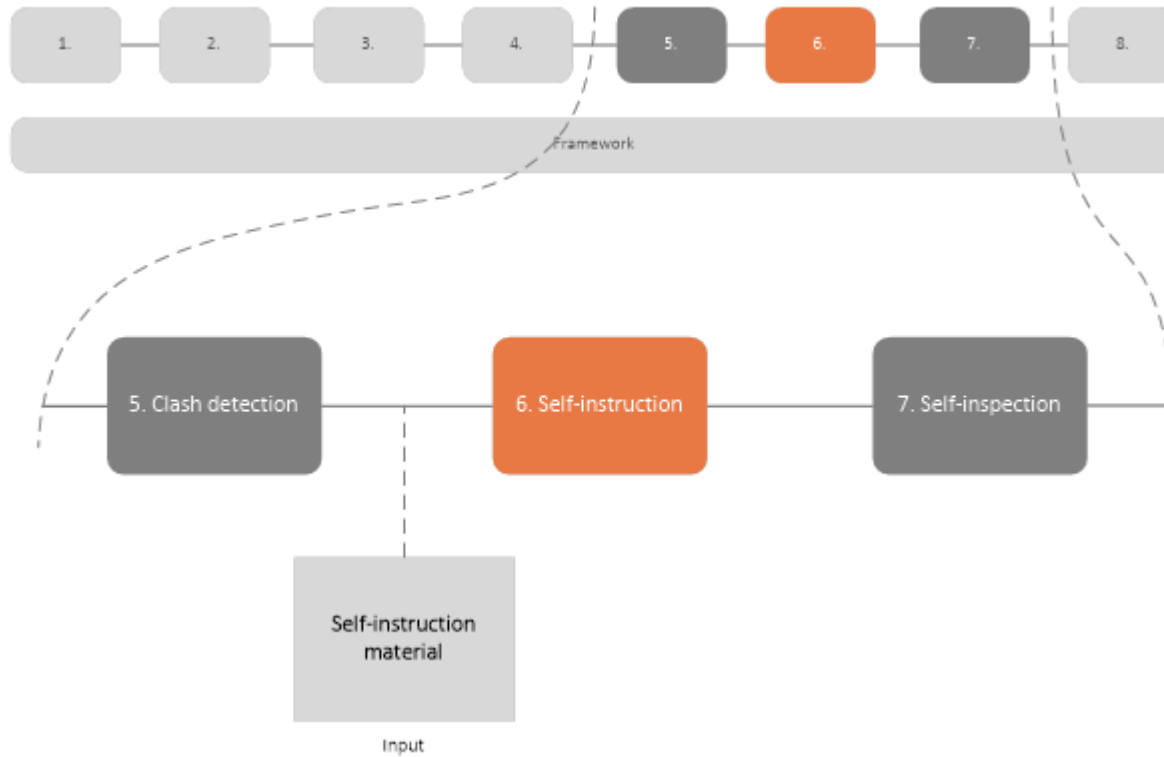 1.
2.
3.
4.
5.
6.
7.
8.
Framework
5. Clash detection
6. Self-instruction
7. Self-inspection
Self-instruction
material
Input